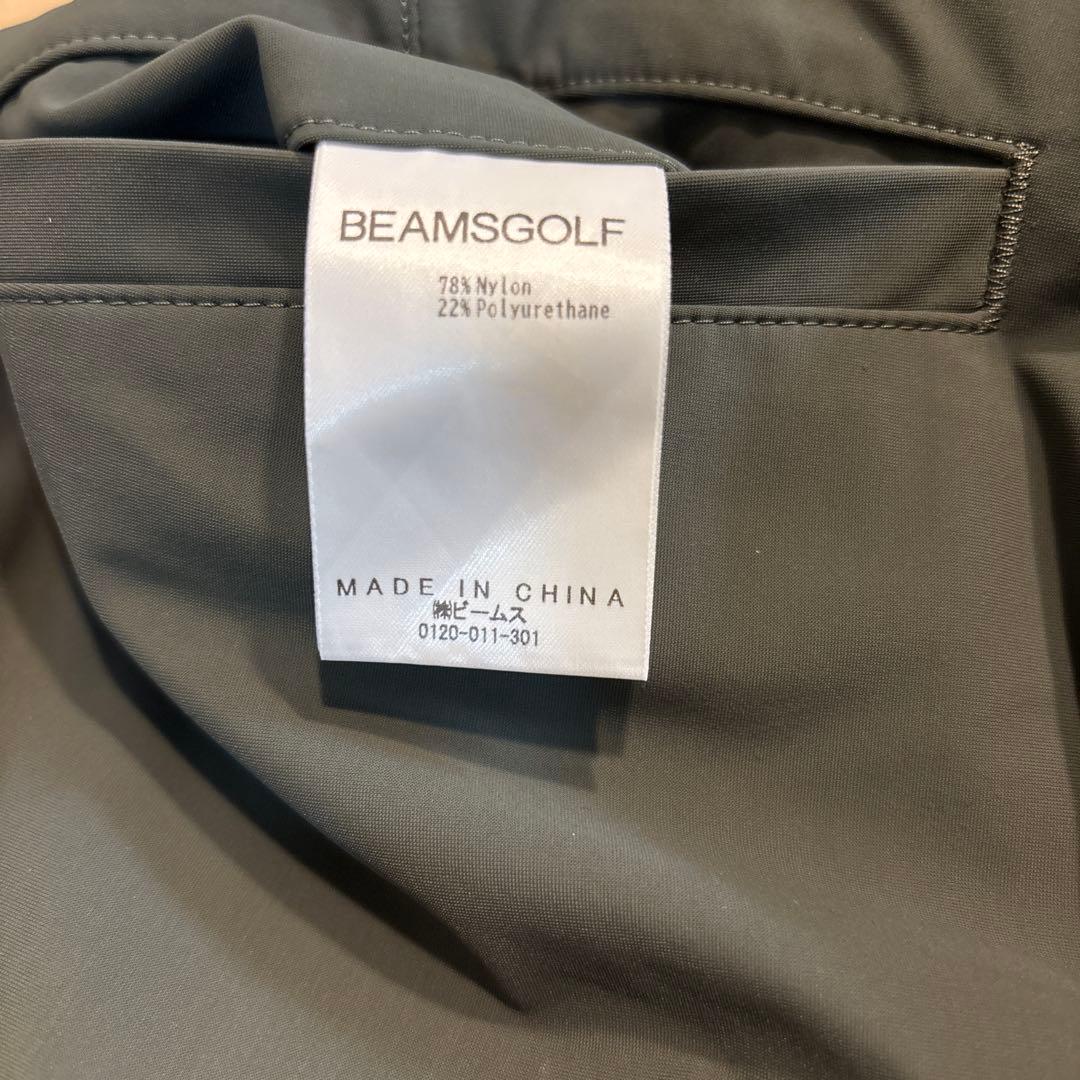 BEAMSGOLF
78% Nylon
22% Polyurethane
MADE IN CHINA
㈱ビームス
0120-011-301